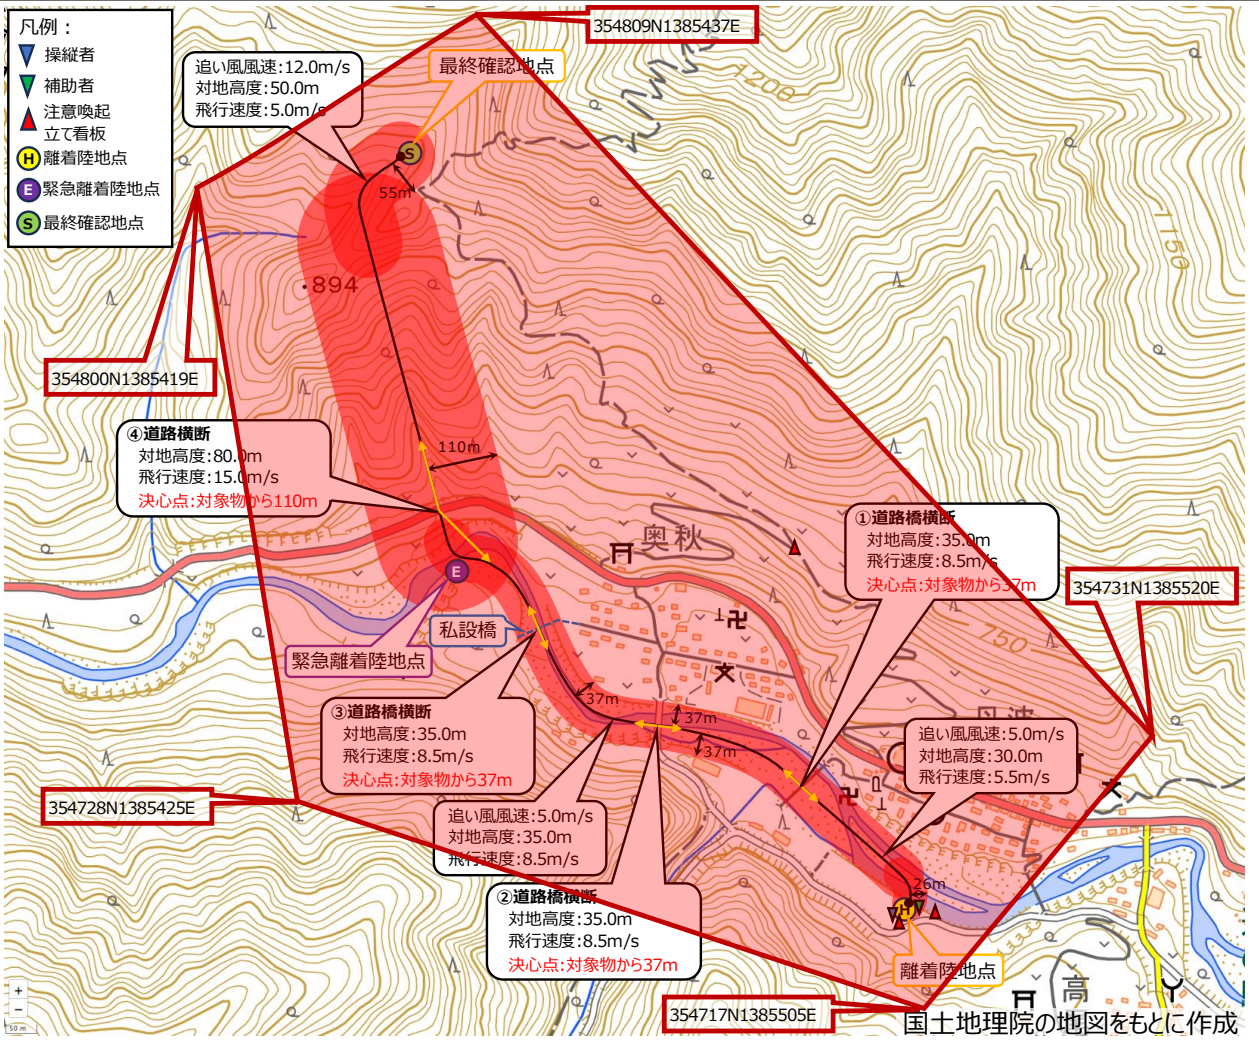 凡例：
操縦者
補助者
注意喚起
立て看板
H 離着陸地点
E 緊急離着陸地点
S 最終確認地点
354809N1385437E
追い風風速:12.0m/s
対地高度:50.0m
飛行速度:5.0m/s
最終確認地点
1200
S
55m
1150
・894
354800N1385419E
④道路横断
対地高度:80.0m
飛行速度:15.0m/s
決心点:対象物から110m
110m
①道路橋横断
対地高度:35.0m
飛行速度:8.5m/s
決心点:対象物から37m
奥秋
354731N1385520E
E
私設橋
緊急離着陸地点
③道路橋横断
対地高度:35.0m
飛行速度:8.5m/s
決心点:対象物から37m
37m
37m
37m
丹波
追い風風速:5.0m/s
対地高度:30.0m
飛行速度:5.5m/s
354728N1385425E
追い風風速:5.0m/s
対地高度:35.0m
飛行速度:8.5m/s
②道路橋横断
対地高度:35.0m
飛行速度:8.5m/s
決心点:対象物から37m
26m
H
離着陸地点
高
354717N1385505E
国土地理院の地図をもとに作成
+
−
50 m